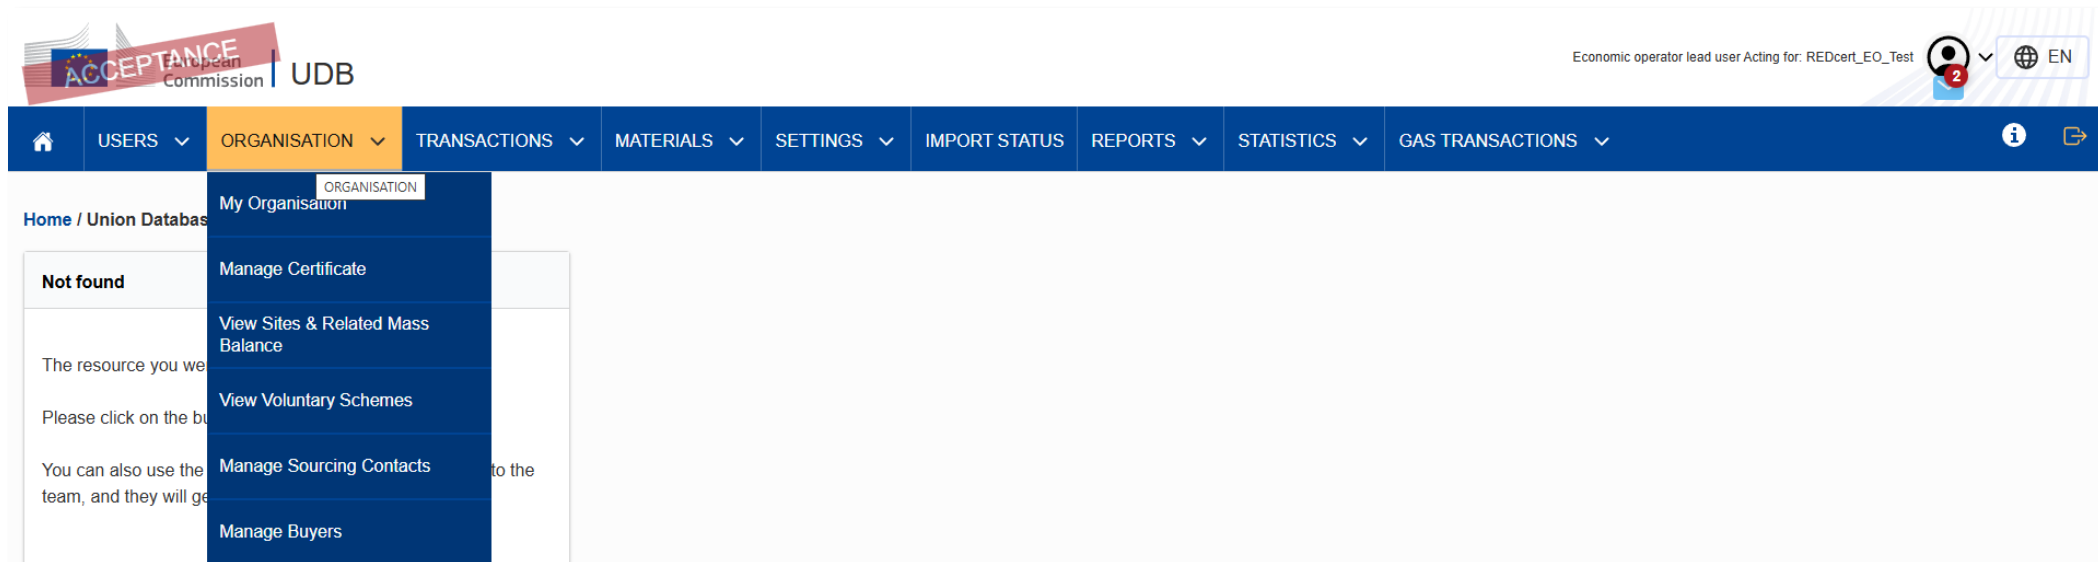 ACCEPTANCE
European
Commission
UDB
Economic operator lead user Acting for: REDcert_EO_Test
2
EN
USERS
ORGANISATION
TRANSACTIONS
MATERIALS
SETTINGS
IMPORT STATUS
REPORTS
STATISTICS
GAS TRANSACTIONS
ORGANISATION
My Organisation
Manage Certificate
View Sites & Related Mass
Balance
View Voluntary Schemes
Manage Sourcing Contacts
Manage Buyers
Home / Union Databas
Not found
The resource you we
Please click on the bu
You can also use the to the
team, and they will ge